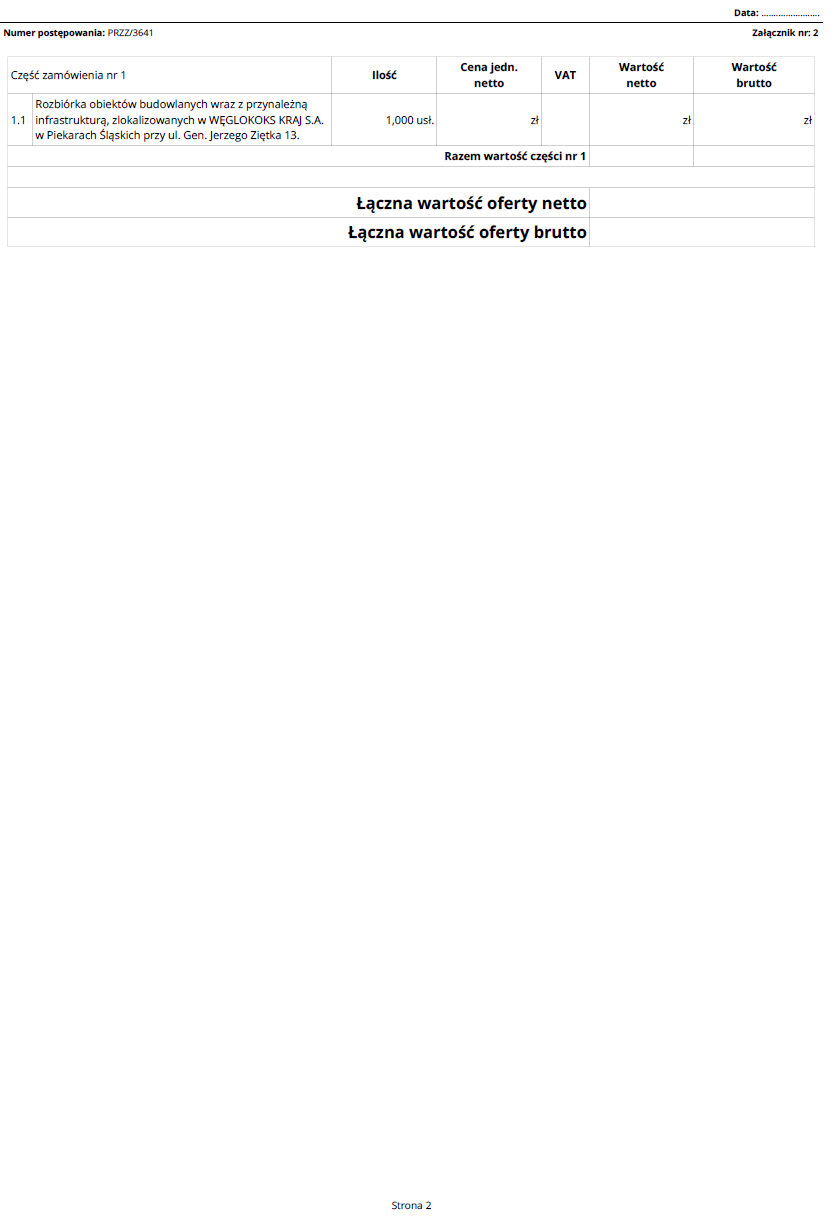 Data: ........................
Numer postępowania: PRZZ/3641 Załącznik nr: 2
Część zamówienia nr 1 Ilość Cena jedn. netto VAT Wartość netto Wartość brutto
1.1 Rozbiórka obiektów budowlanych wraz z przynależną
infrastrukturą, zlokalizowanych w WĘGLOKOKS KRAJ S.A. 1,000 usł. zł zł zł
w Piekarach Śląskich przy ul. Gen. Jerzego Ziętka 13.
Razem wartość części nr 1
Łączna wartość oferty netto
Łączna wartość oferty brutto
Strona 2